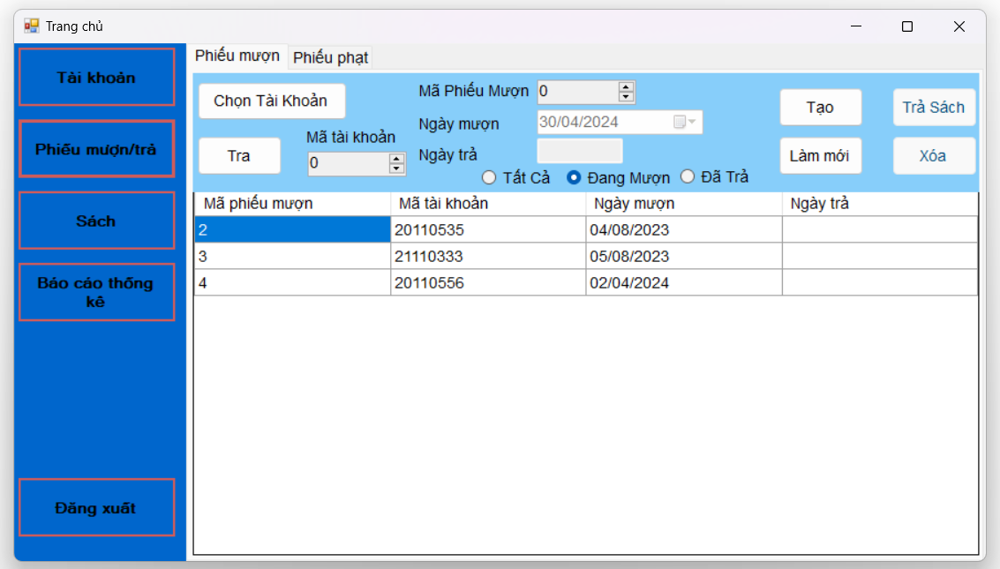 Trang chủ
Tài khoản
Phiếu mượn/trả
Sách
Báo cáo thống
kê
Đăng xuất
Phiếu mượn Phiếu phạt
Chọn Tài Khoản
Tra
Mã tài khoản
0
Mã Phiếu Mượn 0
Ngày mượn 30/04/2024
Ngày trả
Tất Cả Đang Mượn Đã Trả
Tạo Trả Sách
Làm mới Xóa
Mã phiếu mượn Mã tài khoản Ngày mượn Ngày trả
2 20110535 04/08/2023
3 21110333 05/08/2023
4 20110556 02/04/2024